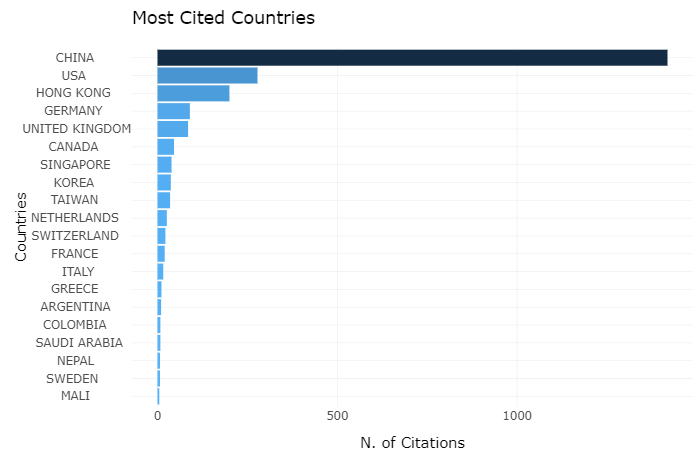 Most Cited Countries
CHINA
USA
HONG KONG
GERMANY
UNITED KINGDOM
CANADA
SINGAPORE
KOREA
TAIWAN
NETHERLANDS
SWITZERLAND
FRANCE
ITALY
GREECE
ARGENTINA
COLOMBIA
SAUDI ARABIA
NEPAL
SWEDEN
MALI
Countries
0 500 1000
N. of Citations